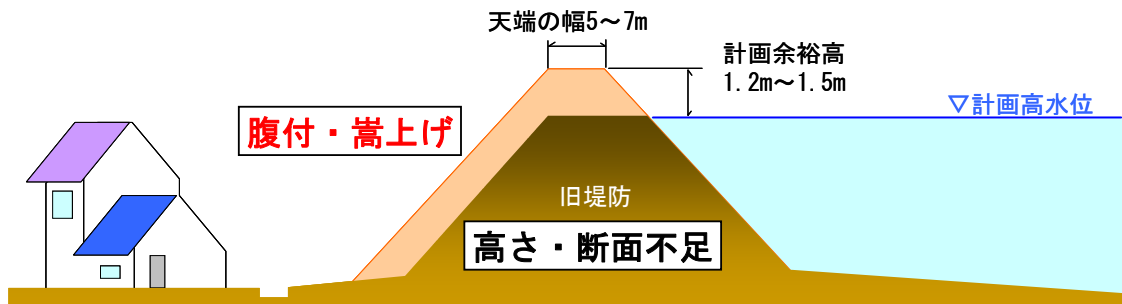 天端の幅5～7m
計画余裕高
1.2m～1.5m
▽計画高水位
腹付・嵩上げ
旧堤防
高さ・断面不足